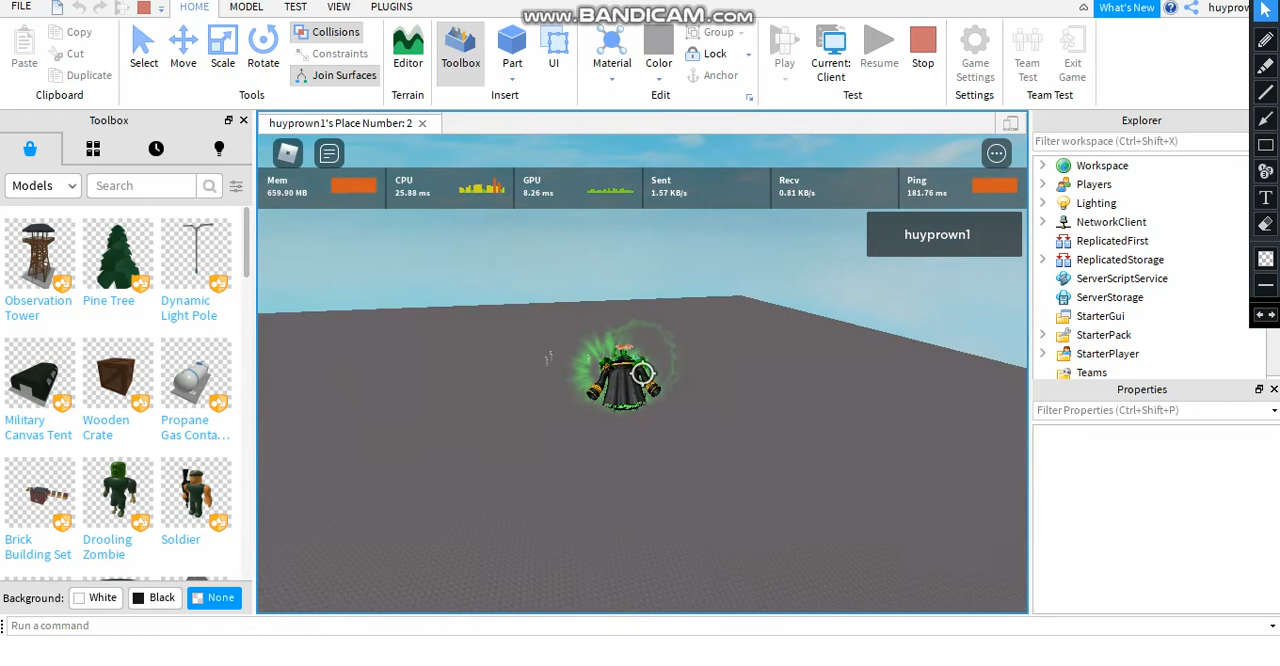 www.BANDICAM.com
FILE HOME MODEL TEST VIEW PLUGINS What's New huyprow
Copy Collisions Group
Cut Constraints Lock
Paste Duplicate Select Move Scale Rotate Join Surfaces Editor Toolbox Part UI Material Color Anchor Play Current: Client Resume Stop Game Settings Team Test Exit Game
Clipboard Tools Terrain Insert Edit Test Settings Team Test
Toolbox
huyprown1's Place Number: 2
Explorer
Filter workspace (Ctrl+Shift+X)
Models Search
Mem CPU GPU Sent Recv Ping
659.90 MB 25.88 ms 8.26 ms 1.57 KB/s 0.81 KB/s 181.76 ms
huyprown1
Observation Tower
Pine Tree
Dynamic Light Pole
Military Canvas Tent
Wooden Crate
Propane Gas Conta...
Brick Building Set
Drooling Zombie
Soldier
Workspace
Players
Lighting
NetworkClient
ReplicatedFirst
ReplicatedStorage
ServerScriptService
ServerStorage
StarterGui
StarterPack
StarterPlayer
Teams
Properties
Filter Properties (Ctrl+Shift+P)
Background: White Black None
Run a command